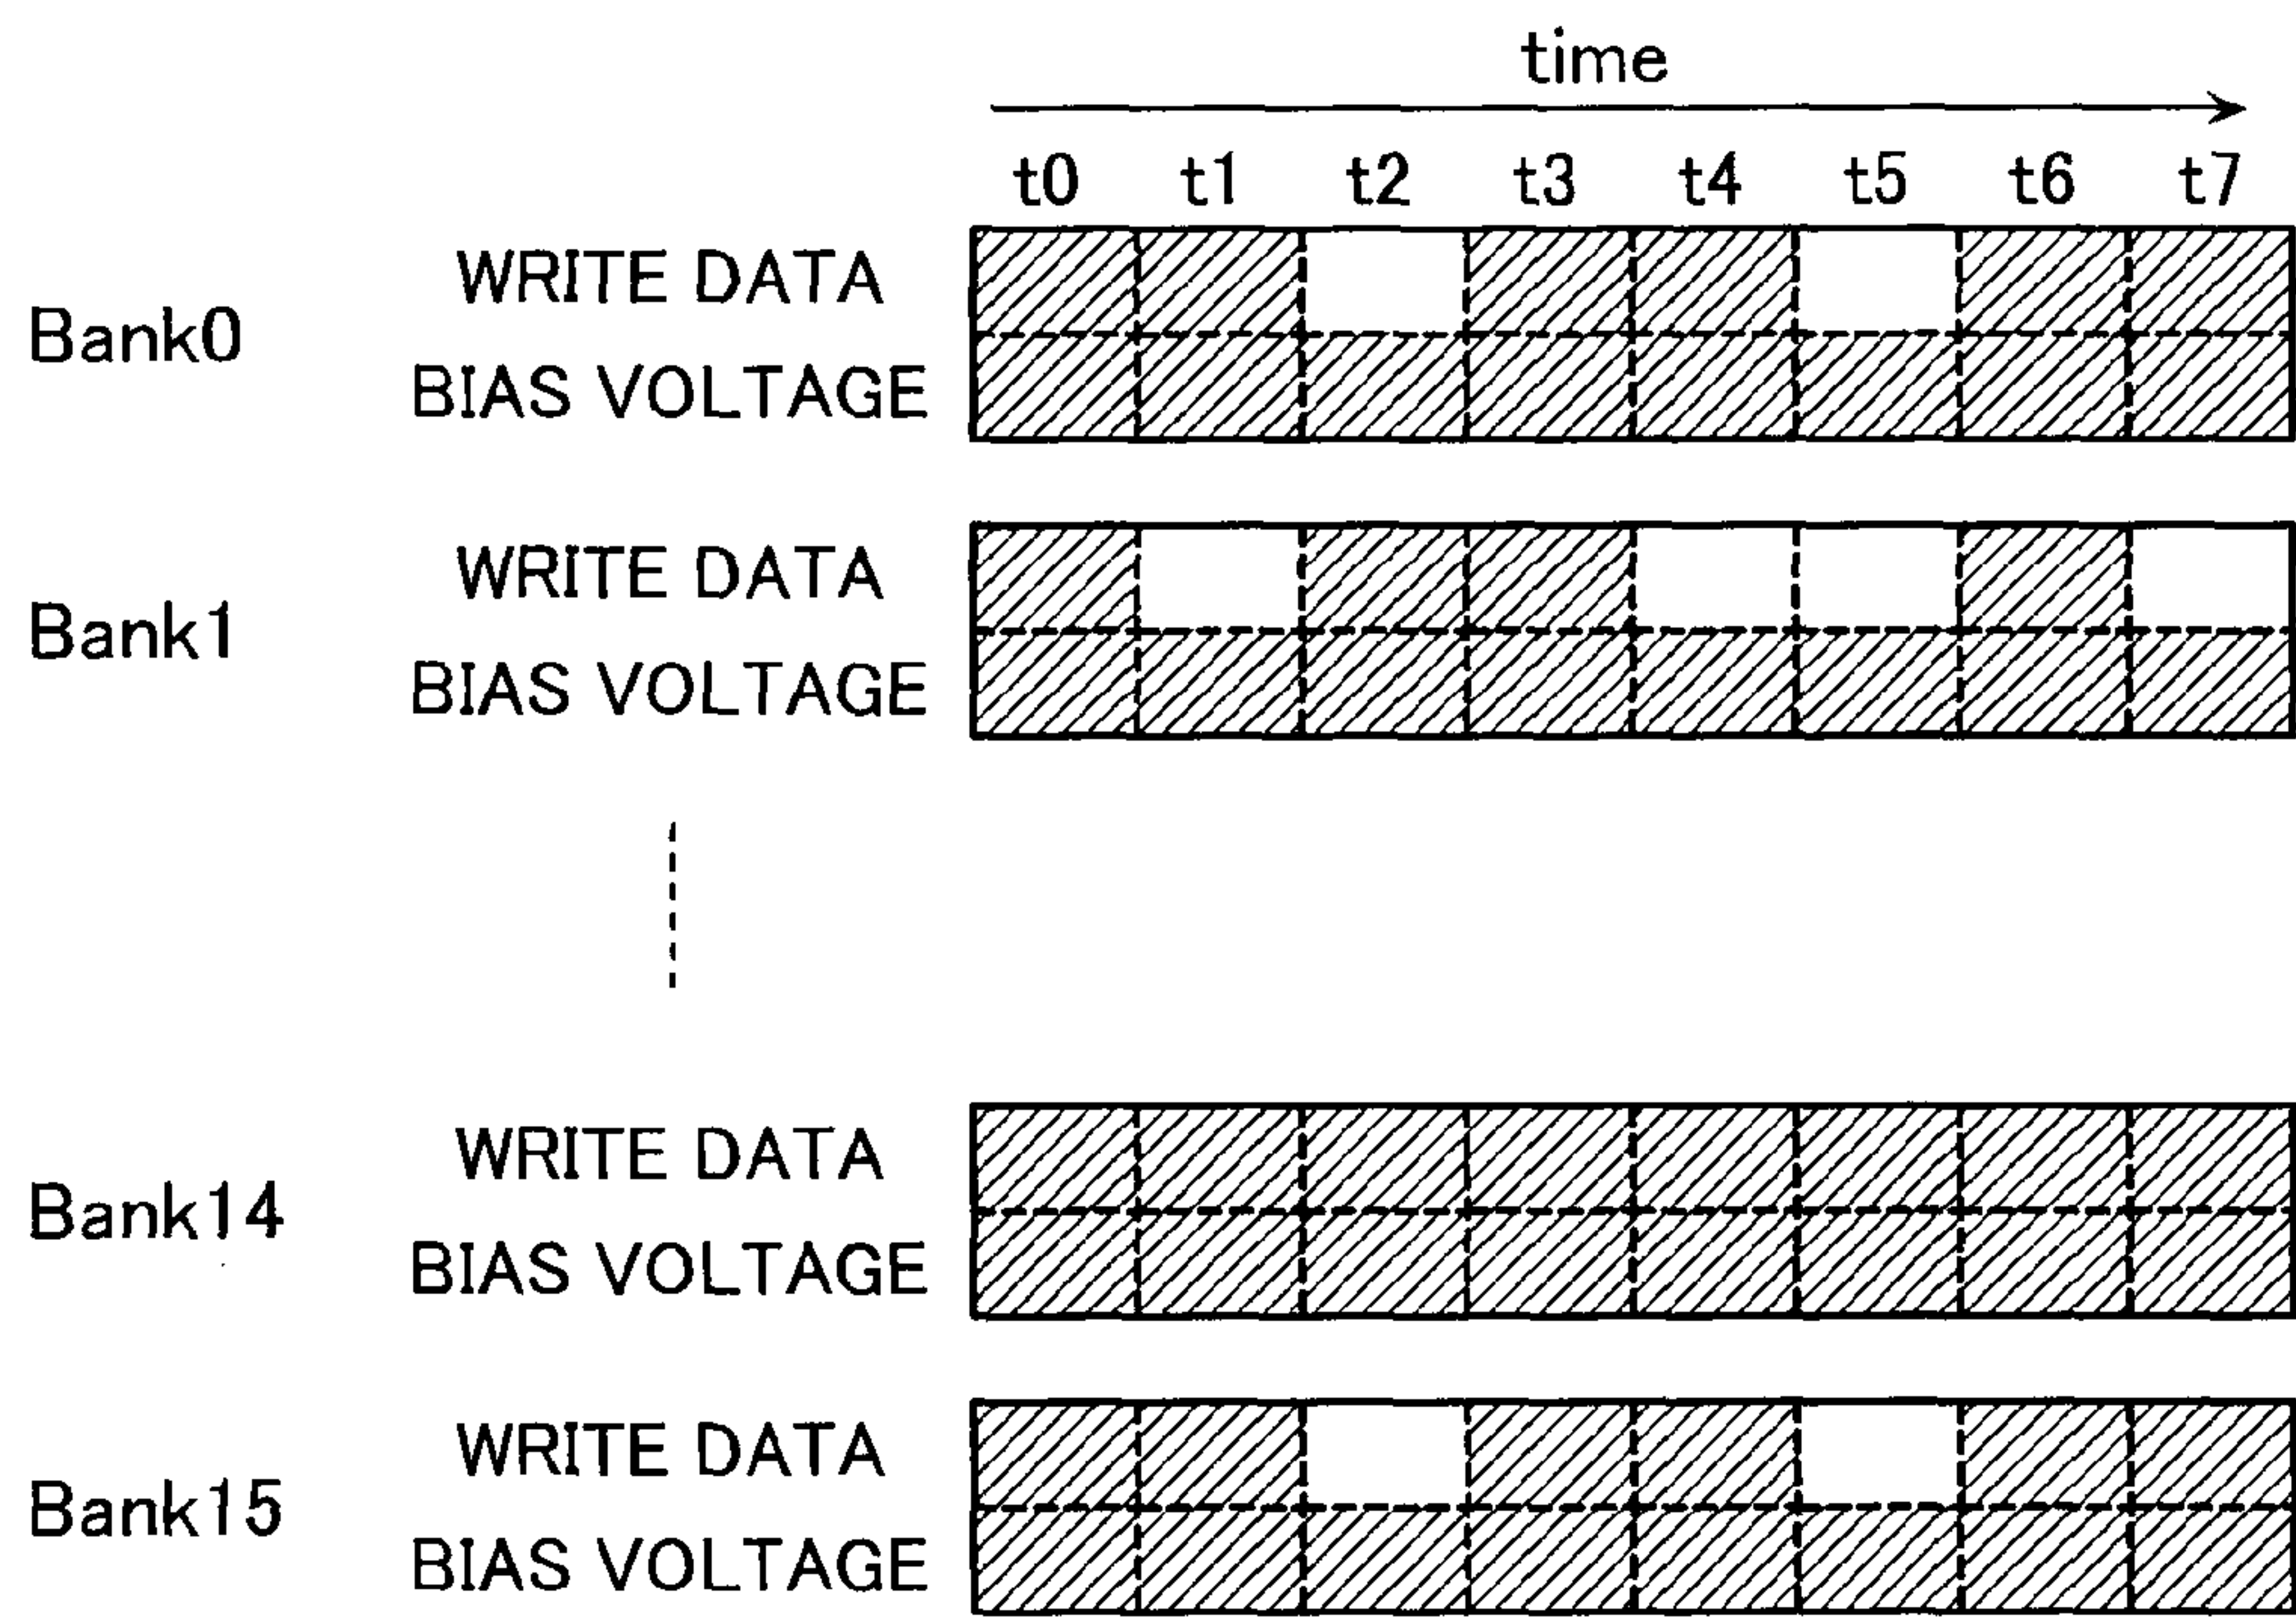 time
t0 t1 t2 t3 t4 t5 t6 t7
WRITE DATA
Bank0
BIAS VOLTAGE
WRITE DATA
Bank1
BIAS VOLTAGE
WRITE DATA
Bank14
BIAS VOLTAGE
WRITE DATA
Bank15
BIAS VOLTAGE